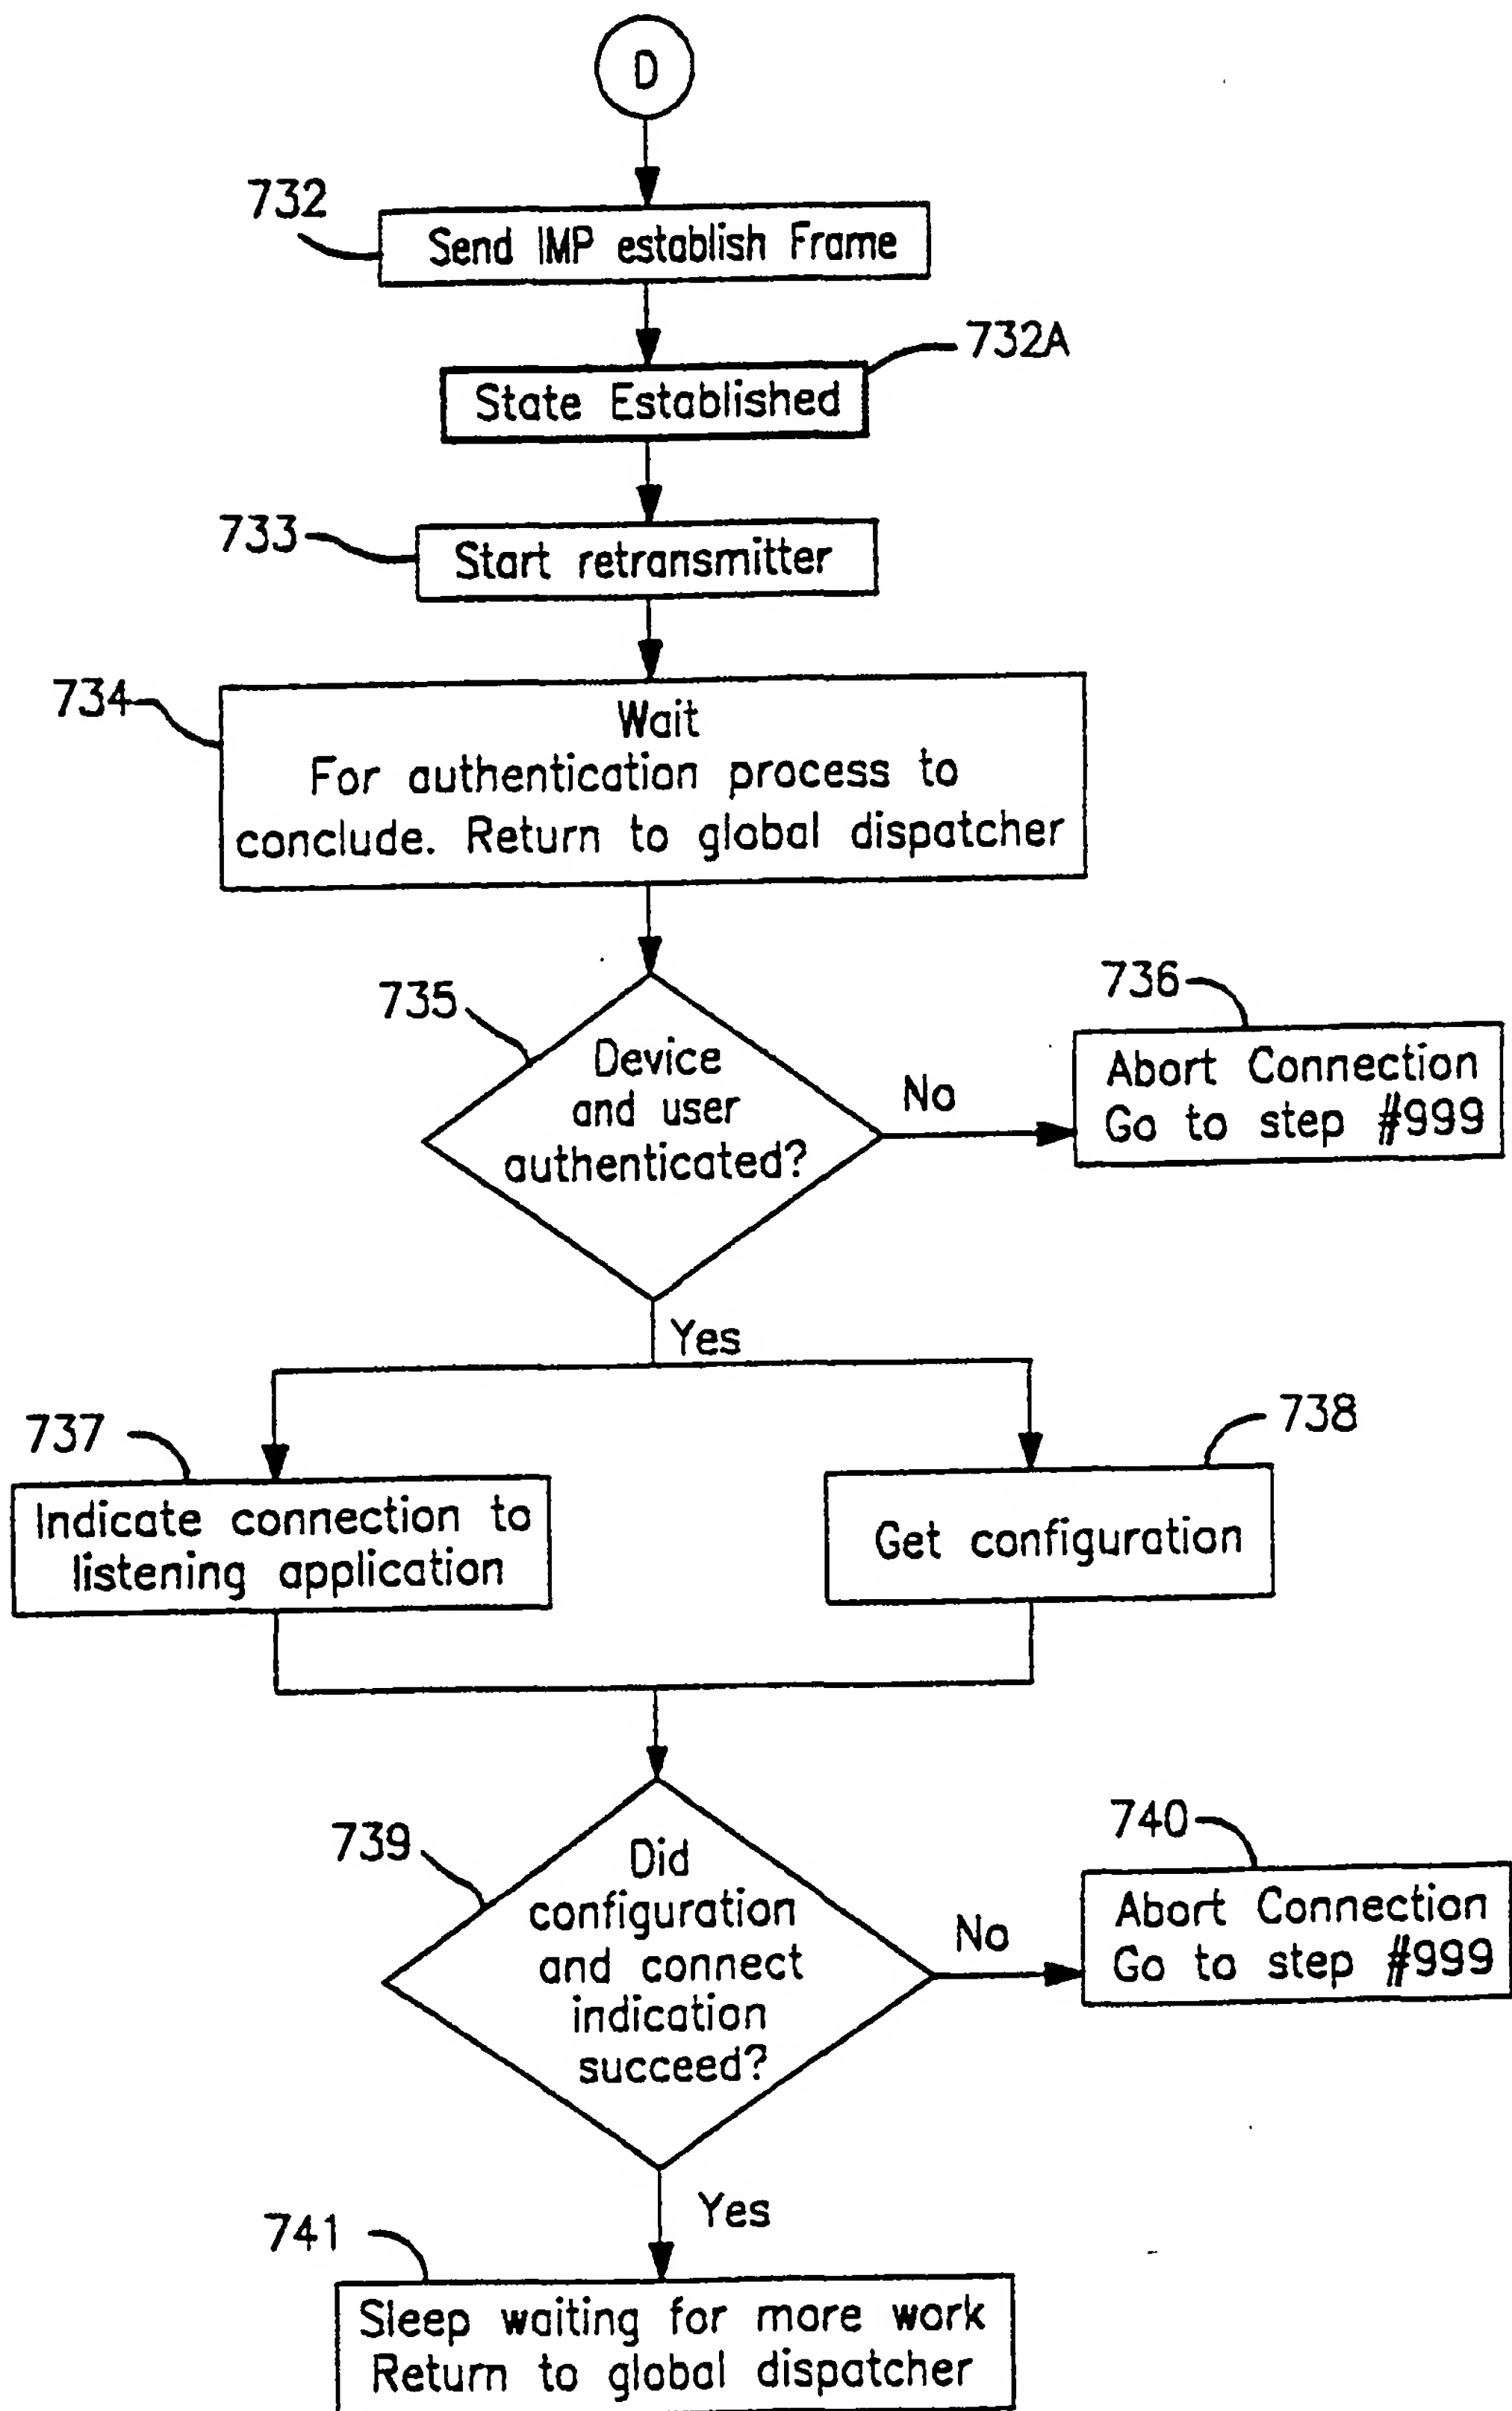 D
732
Send IMP establish Frame
732A
State Established
733
Start retransmitter
734
Wait
For authentication process to
conclude. Return to global dispatcher
735
Device
and user
authenticated?
No
736
Abort Connection
Go to step #999
Yes
737
Indicate connection to
listening application
738
Get configuration
739
Did
configuration
and connect
indication
succeed?
No
740
Abort Connection
Go to step #999
Yes
741
Sleep waiting for more work
Return to global dispatcher